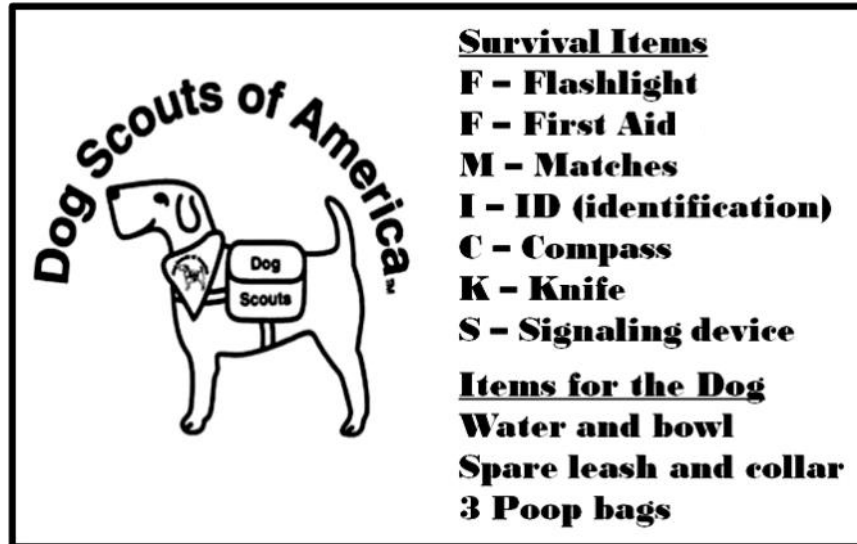 Dog Scouts of America™
Dog
Scouts
Survival Items
F – Flashlight
F – First Aid
M – Matches
I – ID (identification)
C – Compass
K – Knife
S – Signaling device
Items for the Dog
Water and bowl
Spare leash and collar
3 Poop bags